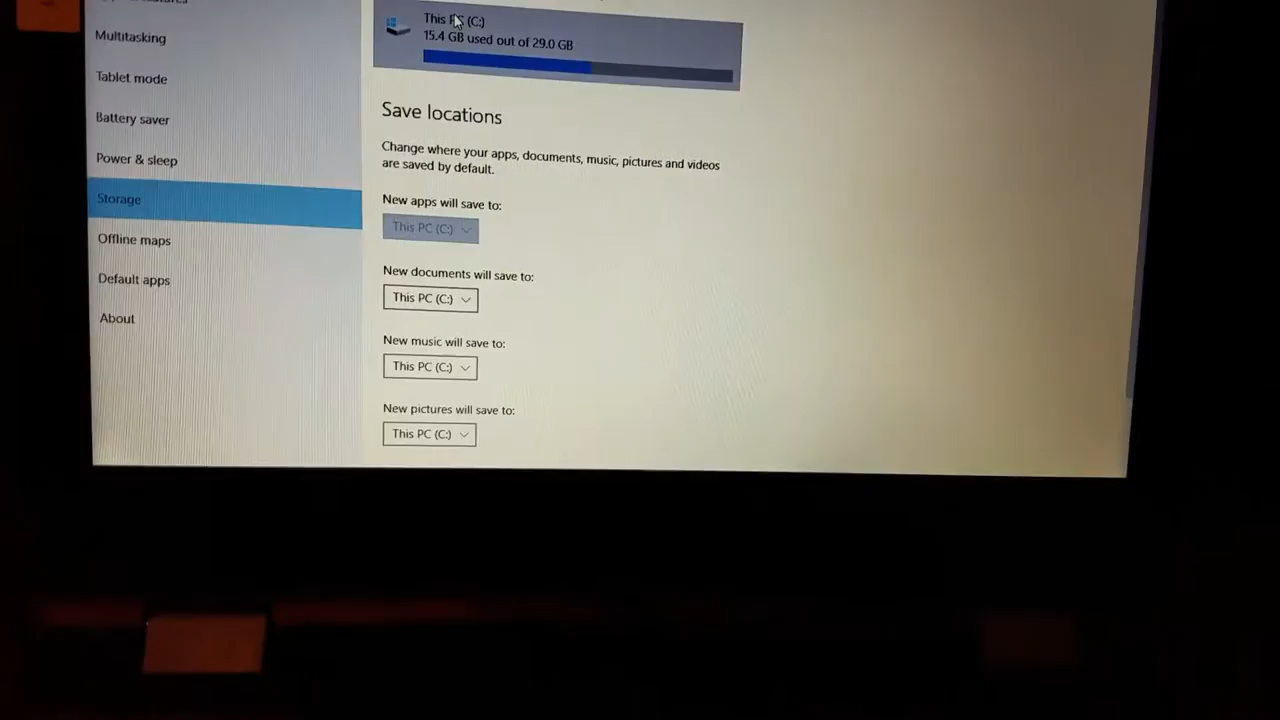 Multitasking
Tablet mode
Battery saver
Power & sleep
Storage
Offline maps
Default apps
About
This PC (C:)
15.4 GB used out of 29.0 GB
Save locations
Change where your apps, documents, music, pictures and videos
are saved by default.
New apps will save to:
This PC (C:)
New documents will save to:
This PC (C:)
New music will save to:
This PC (C:)
New pictures will save to:
This PC (C:)